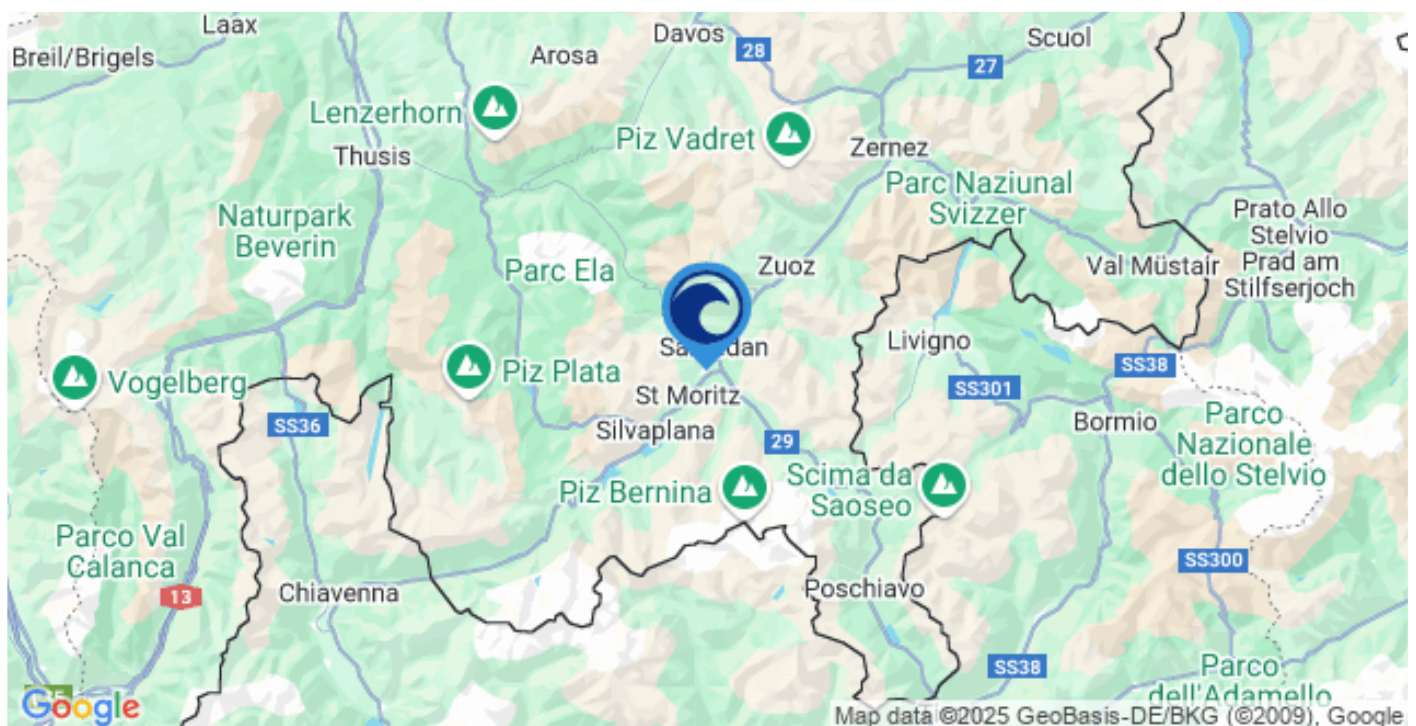 Laax
Davos
Scuol
Breil/Brigels
Arosa
28
27
Lenzerhorn
Piz Vadret
Thusis
Zernez
Parc Naziunal
Svizzer
Naturpark
Beverin
Prato Allo
Stelvio
Prad am
Stilfserjoch
Parc Ela
Zuoz
Val Müstair
Livigno
Vogelberg
Piz Plata
SS38
St Moritz
SS301
SS36
Silvaplana
29
Bormio
Parco
Nazionale
dello Stelvio
Piz Bernina
Scima da
Saoseo
Parco Val
Calanca
SS300
13
Chiavenna
Poschiavo
SS38
Parco
dell'Adamello
Google
Map data ©2025 GeoBasis-DE/BKG (©2009), Google